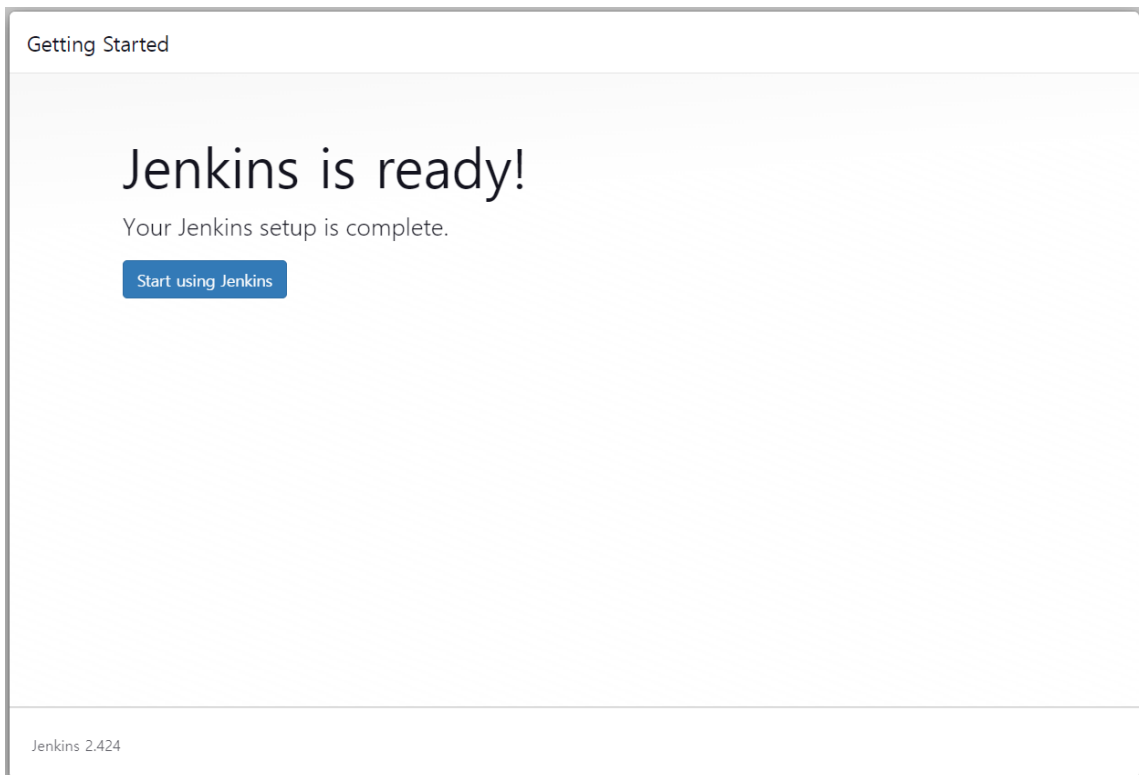 Getting Started
Jenkins is ready!
Your Jenkins setup is complete.
Start using Jenkins
Jenkins 2.424